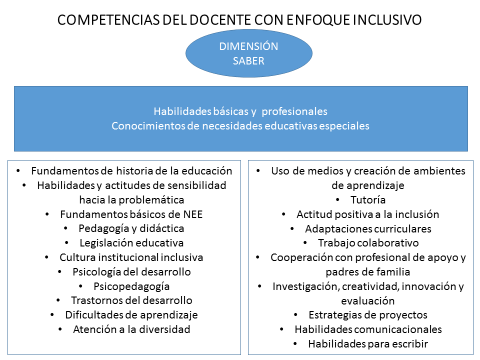 COMPETENCIAS DEL DOCENTE CON ENFOQUE INCLUSIVO
DIMENSIÓN
SABER
Habilidades básicas y profesionales
Conocimientos de necesidades educativas especiales
• Fundamentos de historia de la educación
• Habilidades y actitudes de sensibilidad
hacia la problemática
• Fundamentos básicos de NEE
• Pedagogía y didáctica
• Legislación educativa
• Cultura institucional inclusiva
• Psicología del desarrollo
• Psicopedagogía
• Trastornos del desarrollo
• Dificultades de aprendizaje
• Atención a la diversidad
• Uso de medios y creación de ambientes
de aprendizaje
• Tutoría
• Actitud positiva a la inclusión
• Adaptaciones curriculares
• Trabajo colaborativo
• Cooperación con profesional de apoyo y
padres de familia
• Investigación, creatividad, innovación y
evaluación
• Estrategias de proyectos
• Habilidades comunicacionales
• Habilidades para escribir